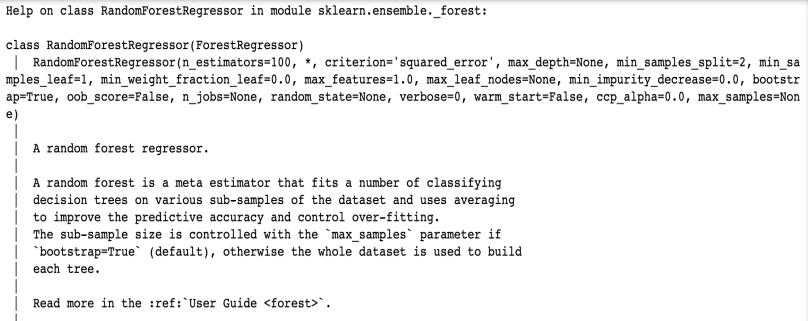 Help on class RandomForestRegressor in module sklearn.ensemble._forest:

class RandomForestRegressor(ForestRegressor)
 |  RandomForestRegressor(n_estimators=100, *, criterion='squared_error', max_depth=None, min_samples_split=2, min_sa
mples_leaf=1, min_weight_fraction_leaf=0.0, max_features=1.0, max_leaf_nodes=None, min_impurity_decrease=0.0, bootstr
ap=True, oob_score=False, n_jobs=None, random_state=None, verbose=0, warm_start=False, ccp_alpha=0.0, max_samples=Non
e)
 |
 |  A random forest regressor.
 |
 |  A random forest is a meta estimator that fits a number of classifying
 |  decision trees on various sub-samples of the dataset and uses averaging
 |  to improve the predictive accuracy and control over-fitting.
 |  The sub-sample size is controlled with the `max_samples` parameter if
 |  `bootstrap=True` (default), otherwise the whole dataset is used to build
 |  each tree.
 |
 |  Read more in the :ref:`User Guide <forest>`.
 |